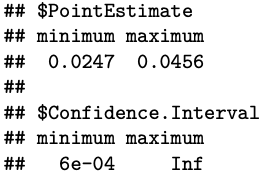 ## $PointEstimate
## minimum maximum
##  0.0247  0.0456
##
## $Confidence.Interval
## minimum maximum
##   6e-04     Inf